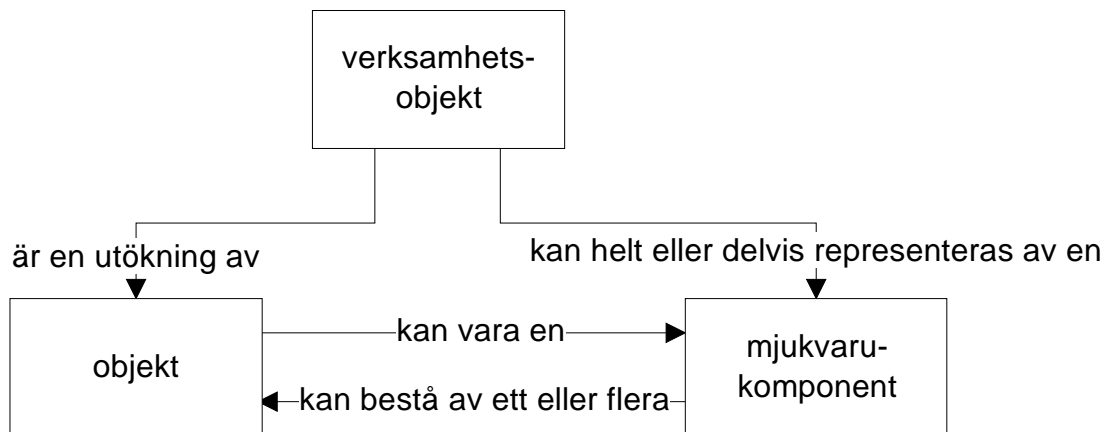 verksamhets-
objekt
är en utökning av
kan helt eller delvis representeras av en
objekt
kan vara en
mjukvaru-
komponent
kan bestå av ett eller flera